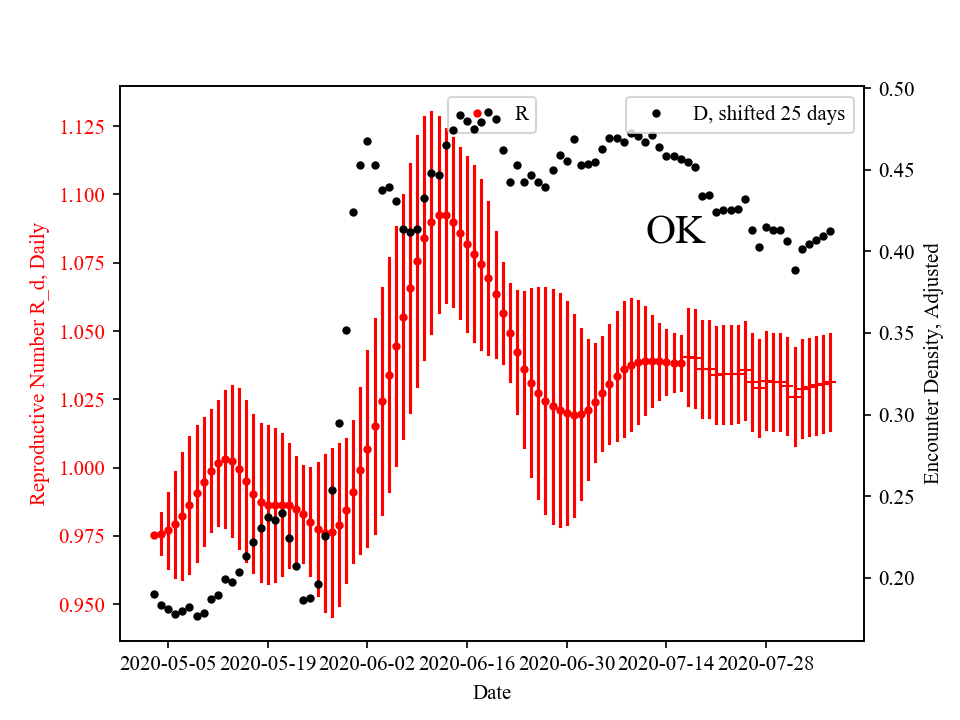 R
D, shifted 25 days
OK
Reproductive Number R_d, Daily
1.125
1.100
1.075
1.050
1.025
1.000
0.975
0.950
0.50
0.45
0.40
0.35
0.30
0.25
0.20
Encounter Density, Adjusted
2020-05-05 2020-05-19 2020-06-02 2020-06-16 2020-06-30 2020-07-14 2020-07-28
Date